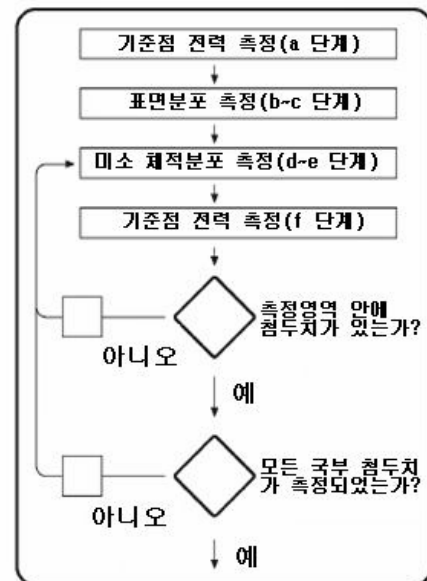 기준점 전력 측정(a 단계)
표면분포 측정(b~c 단계)
미소 체적분포 측정(d~e 단계)
기준점 전력 측정(f 단계)
측정영역 안에
첨두치가 있는가?
아니오
예
모든 국부 첨두치
가 측정되었는가?
아니오
예